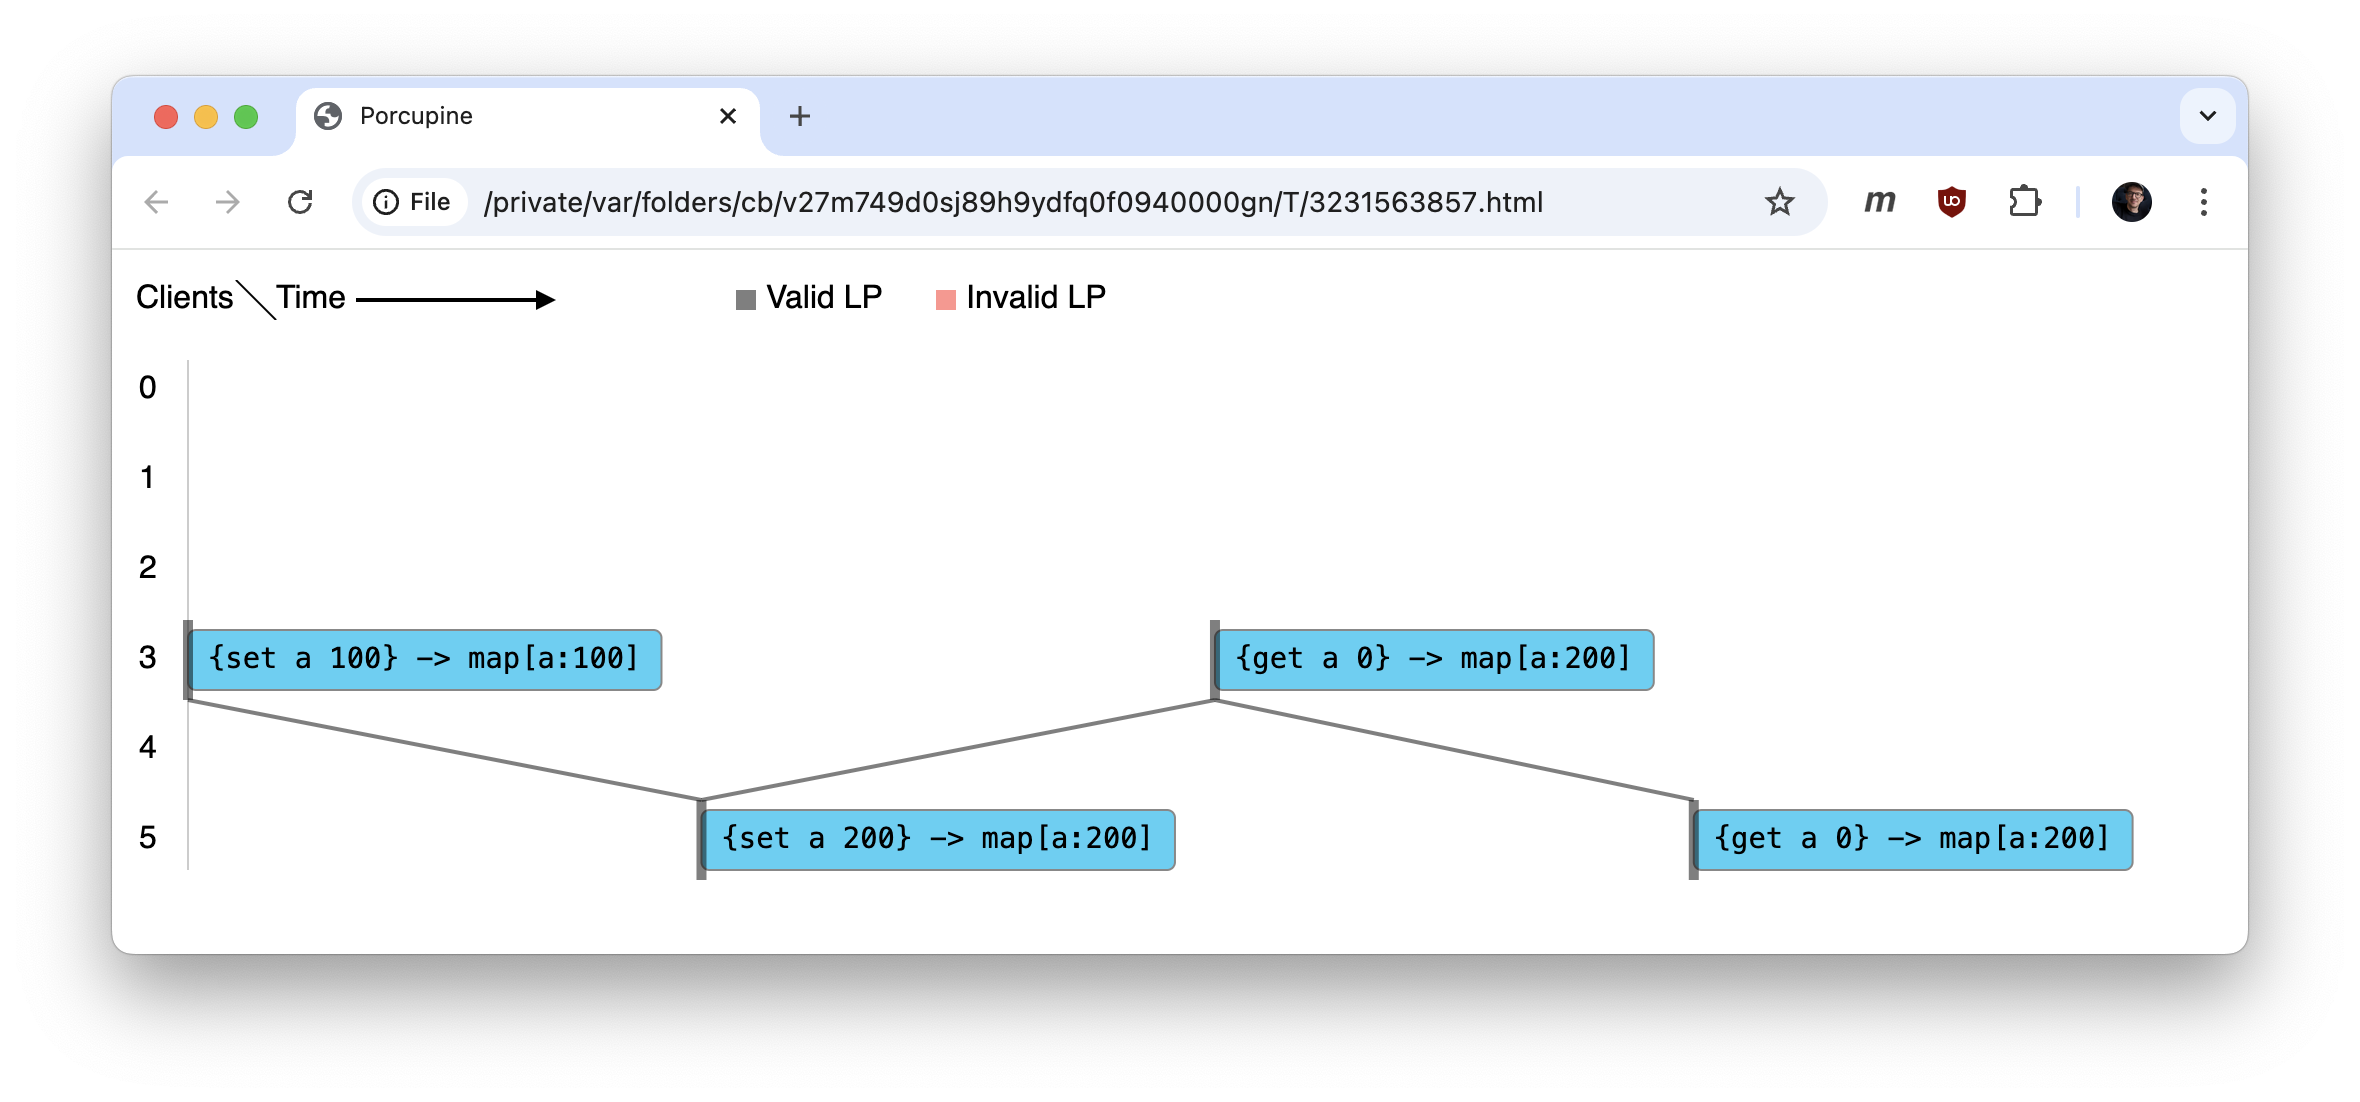 Porcupine
File /private/var/folders/cb/v27m749d0sj89h9ydfq0f0940000gn/T/3231563857.html
m
UO
Clients Time Valid LP Invalid LP
0
1
2
3 {set a 100} -> map[a:100] {get a 0} -> map[a:200]
4
5 {set a 200} -> map[a:200] {get a 0} -> map[a:200]